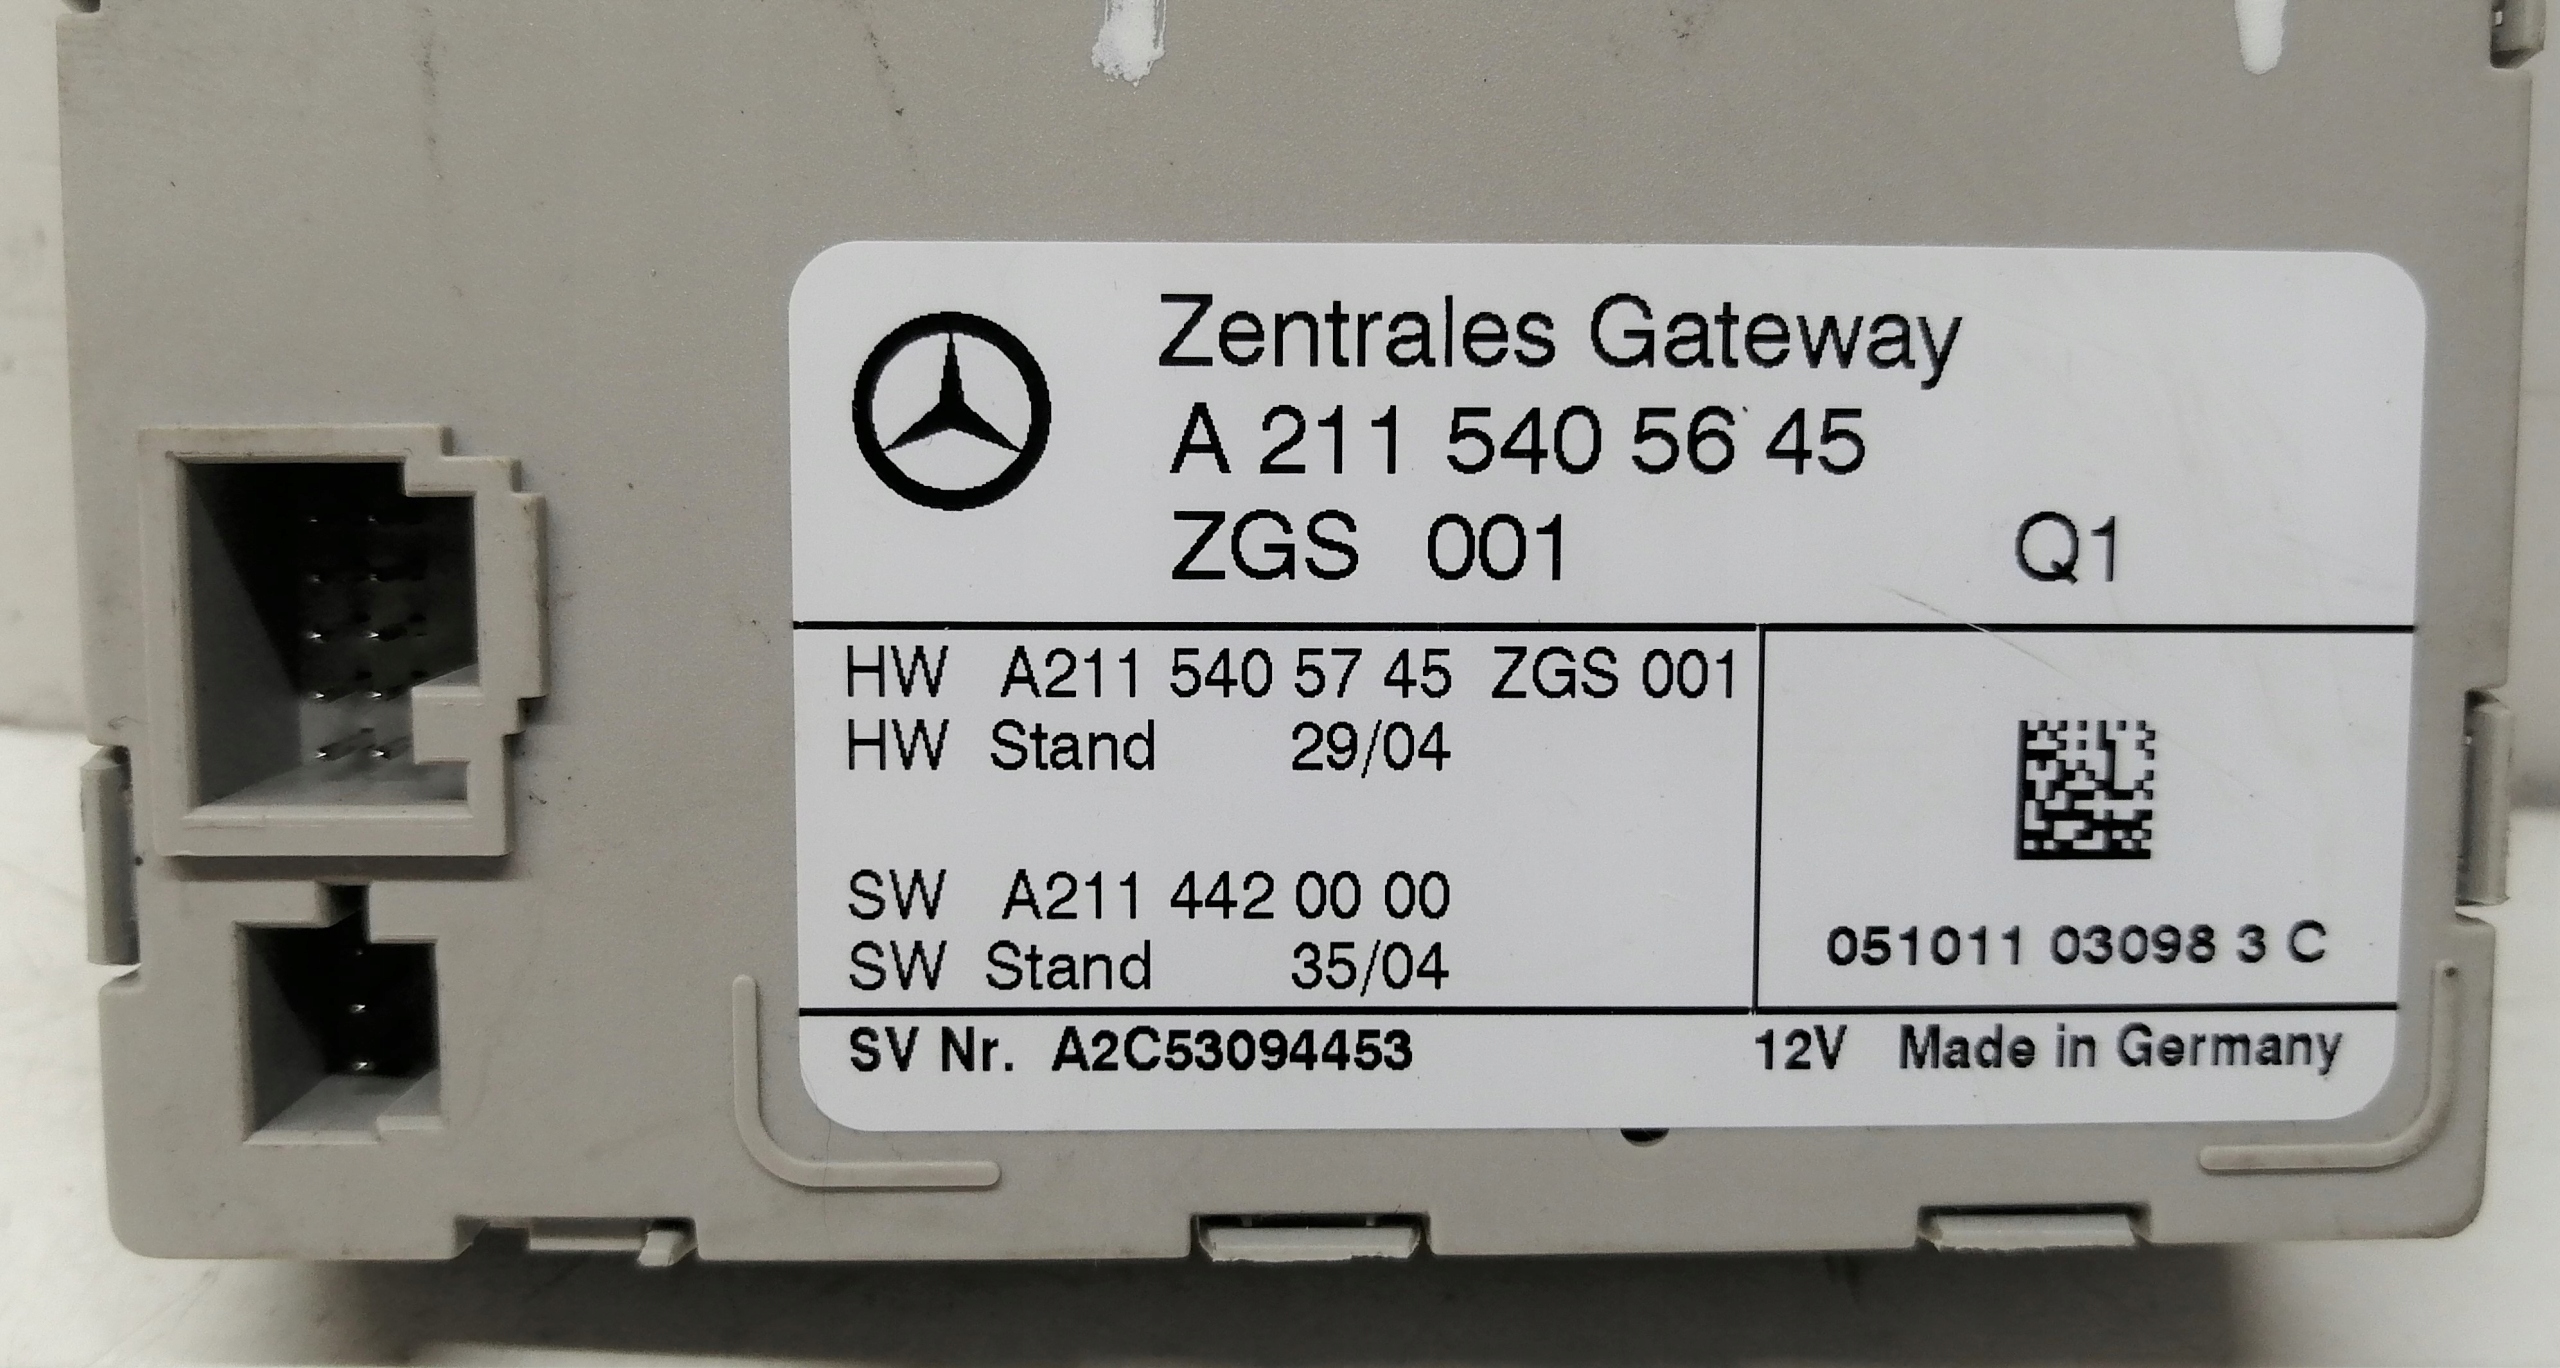 Zentrales Gateway
A 211 540 56 45
ZGS 001 Q1
HW A211 540 57 45 ZGS 001
HW Stand 29/04
SW A211 442 00 00
SW Stand 35/04
051011 03098 3 C
SV Nr. A2C53094453 12V Made in Germany